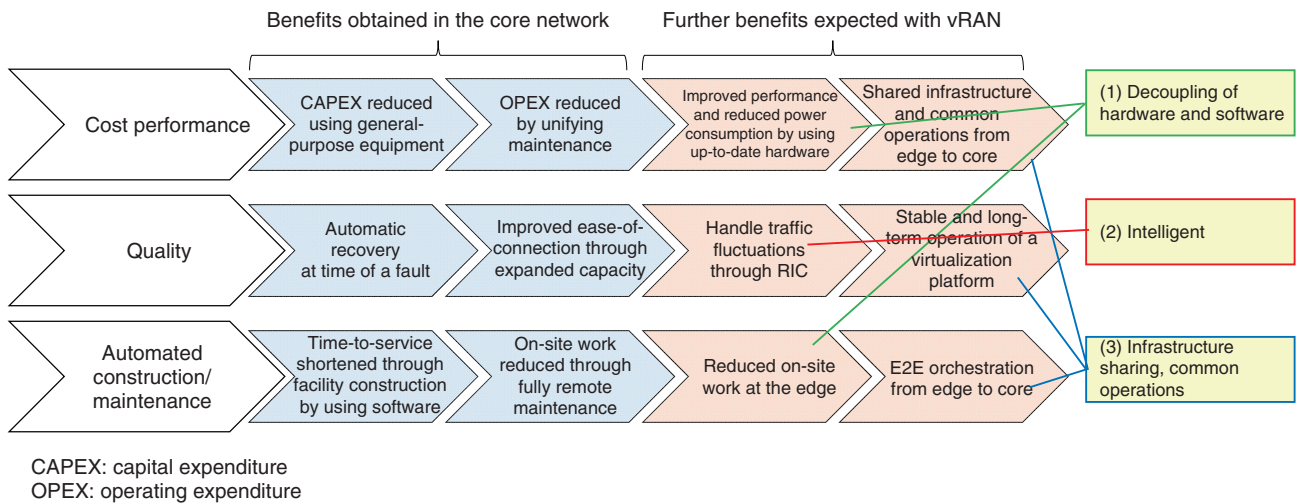 Benefits obtained in the core network
Further benefits expected with vRAN
Cost performance
CAPEX reduced
using general-
purpose equipment
OPEX reduced
by unifying
maintenance
Improved performance
and reduced power
consumption by using
up-to-date hardware
Shared infrastructure
and common
operations from
edge to core
(1) Decoupling of
hardware and software
Quality
Automatic
recovery
at time of a fault
Improved ease-of-
connection through
expanded capacity
Handle traffic
fluctuations
through RIC
Stable and long-
term operation of a
virtualization
platform
(2) Intelligent
Automated
construction/
maintenance
Time-to-service
shortened through
facility construction
by using software
On-site work
reduced through
fully remote
maintenance
Reduced on-site
work at the edge
E2E orchestration
from edge to core
(3) Infrastructure
sharing, common
operations
CAPEX: capital expenditure
OPEX: operating expenditure